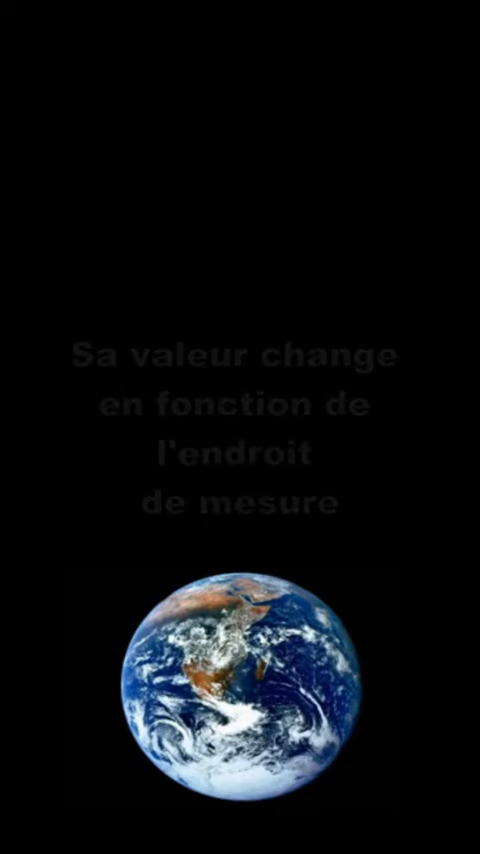 Sa valeur change
en fonction de
l'endroit
de mesure